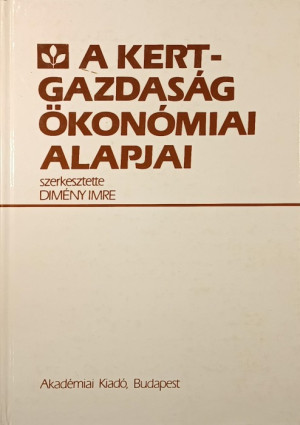 A KERT-
GAZDASÁG
ÖKONÓMIAI
ALAPJAI
szerkesztette
DIMÉNY IMRE
Akadémiai Kiadó, Budapest